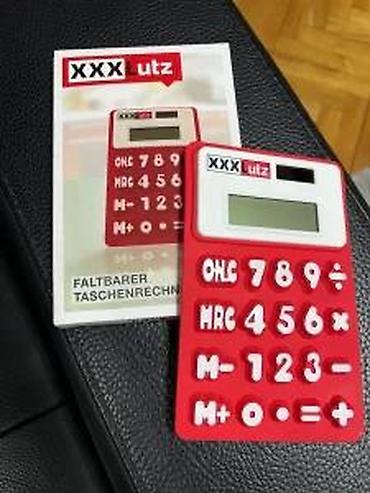 XXXLutz
XXXLutz
ON.C 7 8 9
MRC 4 5 6
M- 1 2 3
M+ 0 • =
FALTBARER
TASCHENRECHN
XXXLutz
ON.C 7 8 9 ÷
MRC 4 5 6 ×
M- 1 2 3 -
M+ 0 • = +